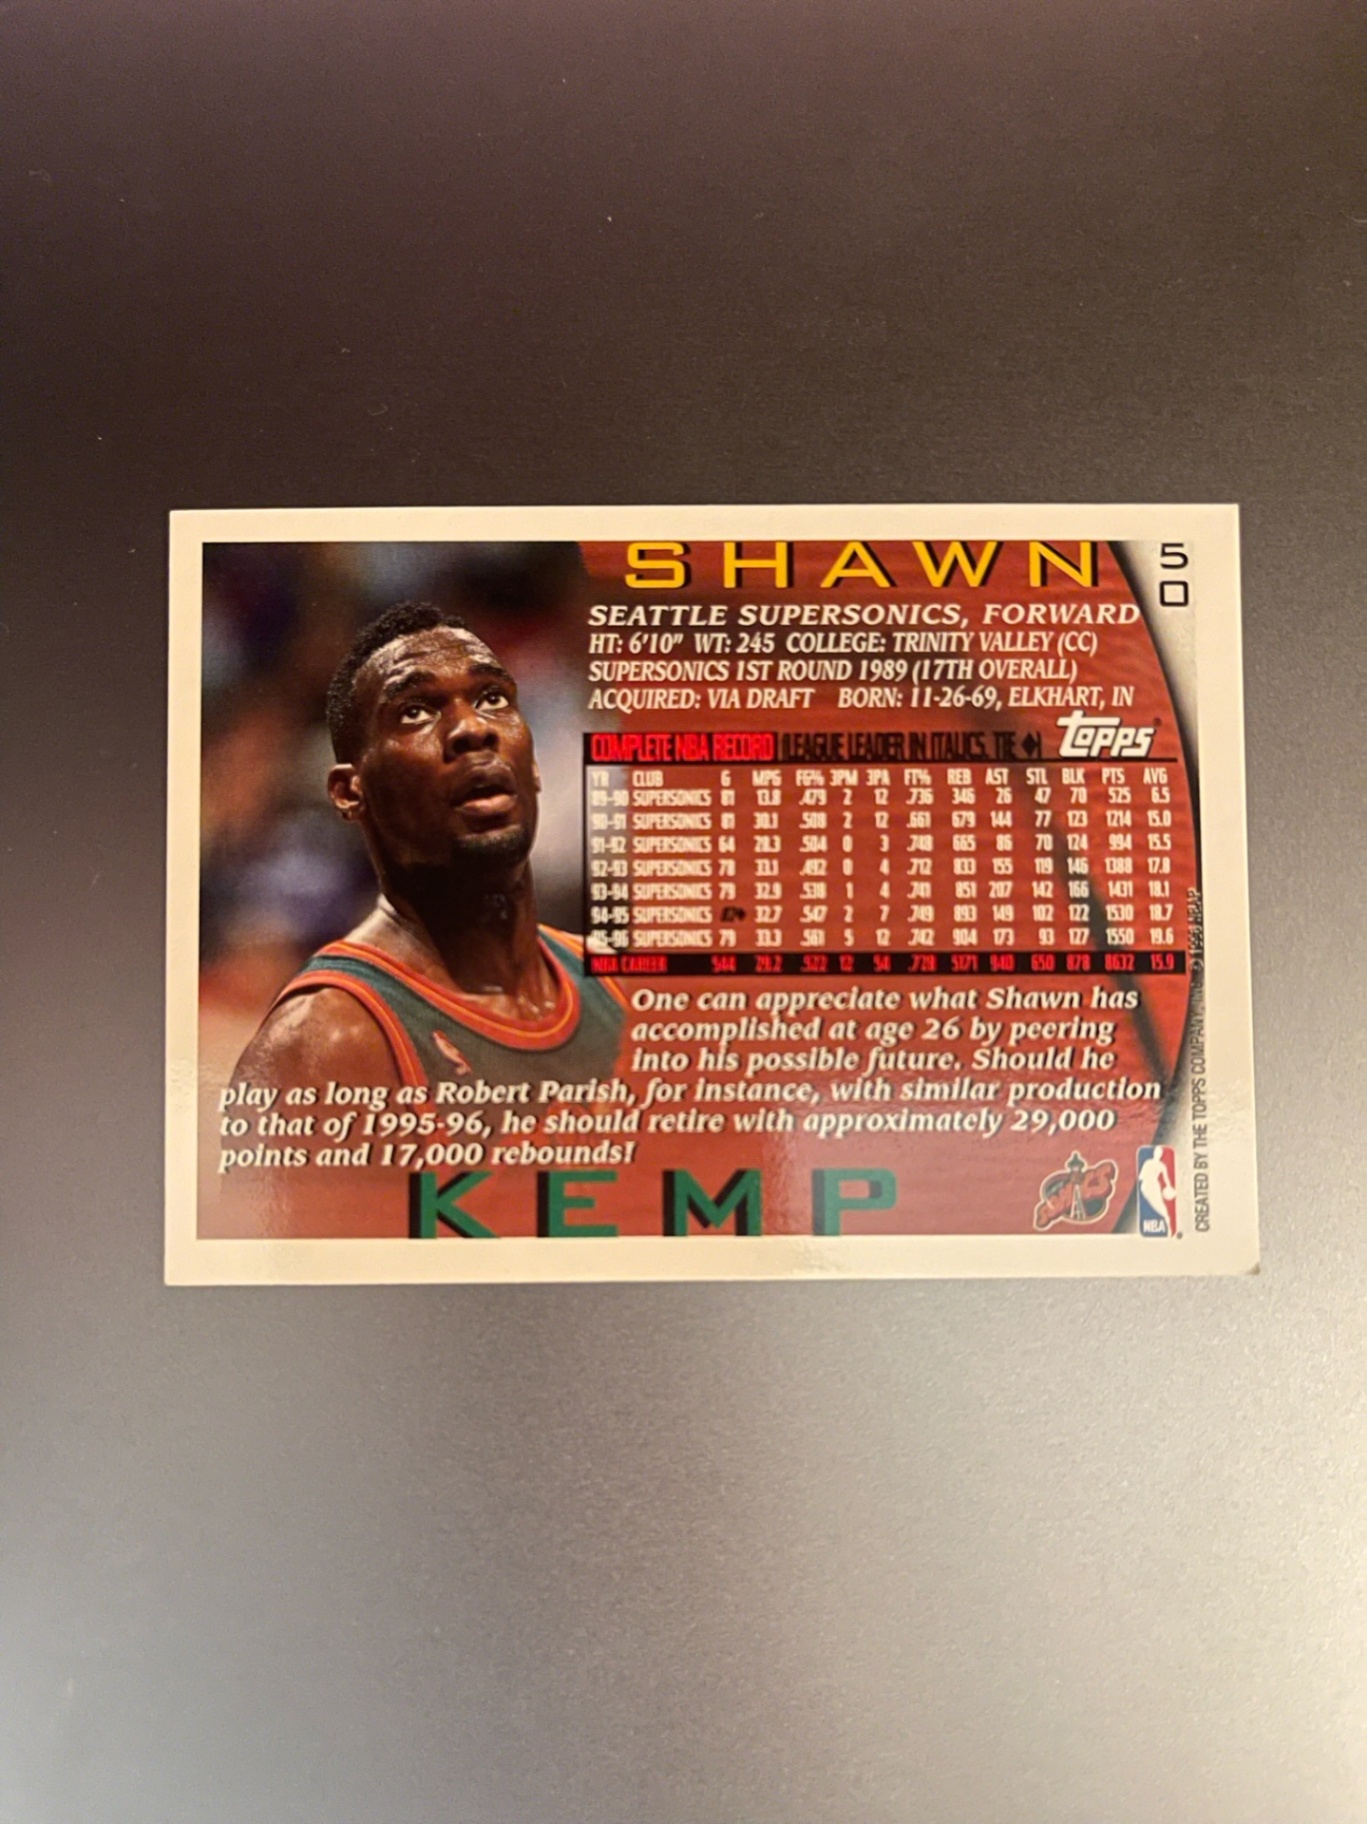 SHAWN
50
SEATTLE SUPERSONICS, FORWARD
HT: 6'10" WT: 245 COLLEGE: TRINITY VALLEY (CC)
SUPERSONICS 1ST ROUND 1989 (17TH OVERALL)
ACQUIRED: VIA DRAFT BORN: 11-26-69, ELKHART, IN
Topps
COMPLETE NBA RECORD LEAGUE LEADER IN ITALICS. TIE ◆
YR CLUB G MPG FG% 3PM 3PA FT% REB AST STL BLK PTS AVG
89-90 SUPERSONICS 81 13.8 .479 2 12 .736 346 26 47 70 525 6.5
90-91 SUPERSONICS 81 30.1 .508 2 12 .661 679 144 77 123 1214 15.0
91-92 SUPERSONICS 64 28.3 .504 0 3 .748 665 86 70 124 994 15.5
92-93 SUPERSONICS 78 33.1 .492 0 4 .712 833 155 119 146 1388 17.8
93-94 SUPERSONICS 79 32.9 .538 1 4 .741 851 207 142 166 1431 18.1
94-95 SUPERSONICS 82◆ 32.7 .547 2 7 .749 893 149 102 122 1530 18.7
95-96 SUPERSONICS 79 33.3 .561 5 12 .742 904 173 93 127 1550 19.6
NBA CAREER 544 29.2 .522 12 54 .728 5171 940 650 878 8632 15.9
One can appreciate what Shawn has
accomplished at age 26 by peering
into his possible future. Should he
play as long as Robert Parish, for instance, with similar production
to that of 1995-96, he should retire with approximately 29,000
points and 17,000 rebounds!
KEMP
SONICS
NBA
CREATED BY THE TOPPS COMPANY, INC. © 1996 NBAP